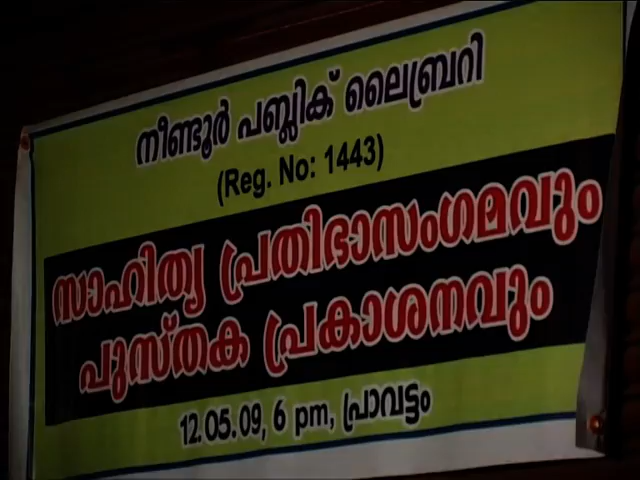 നീണ്ടൂർ പബ്ലിക് ലൈബ്രറി
(Reg. No: 1443)
സാഹിത്യ പ്രതിഭാസംഗമവും
പുസ്തക പ്രകാശനവും
12.05.09, 6 pm, പ്രാവട്ടം